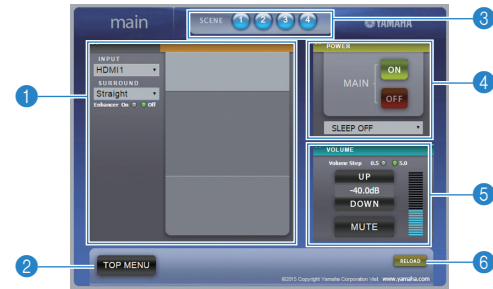 main
SCENE 1 2 3 4
YAMAHA
3
1
INPUT
HDMI1
SURROUND
Straight
Enhancer On Off
POWER
MAIN
ON
OFF
SLEEP OFF
4
VOLUME
Volume Step 0.5 5.0
UP
-40.0dB
DOWN
MUTE
5
2
TOP MENU
RELOAD
6
©2015 Copyright Yamaha Corporation Visit www.yamaha.com